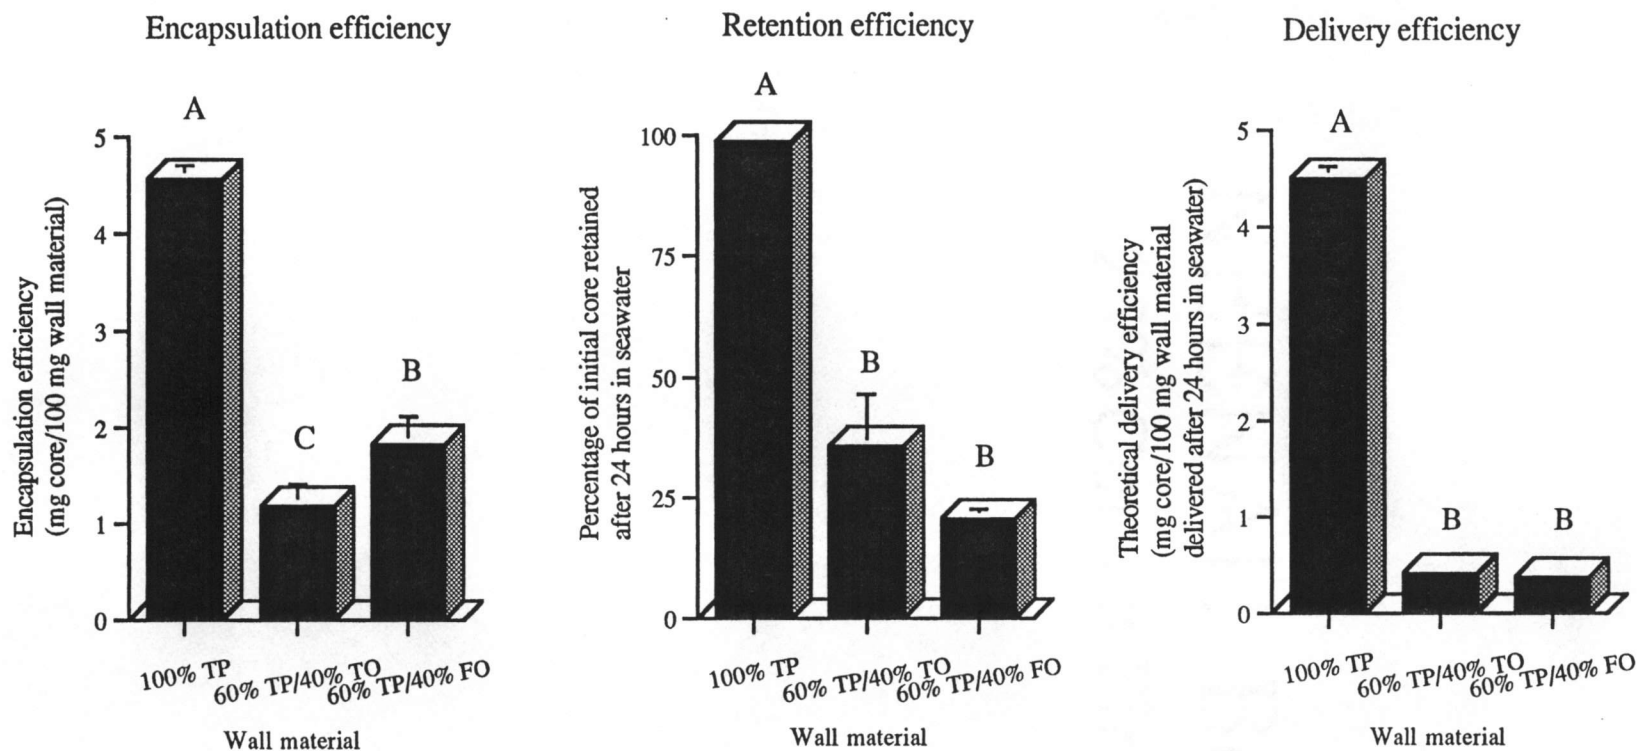 Encapsulation efficiency
Encapsulation efficiency
(mg core/100 mg wall material)
5
4
3
2
1
0
A
C
B
100% TP
60% TP/40% TO
60% TP/40% FO
Wall material
Retention efficiency
Percentage of initial core retained
after 24 hours in seawater
100
75
50
25
0
A
B
B
100% TP
60% TP/40% TO
60% TP/40% FO
Wall material
Delivery efficiency
Theoretical delivery efficiency
(mg core/100 mg wall material
delivered after 24 hours in seawater)
5
4
3
2
1
0
A
B
B
100% TP
60% TP/40% TO
60% TP/40% FO
Wall material